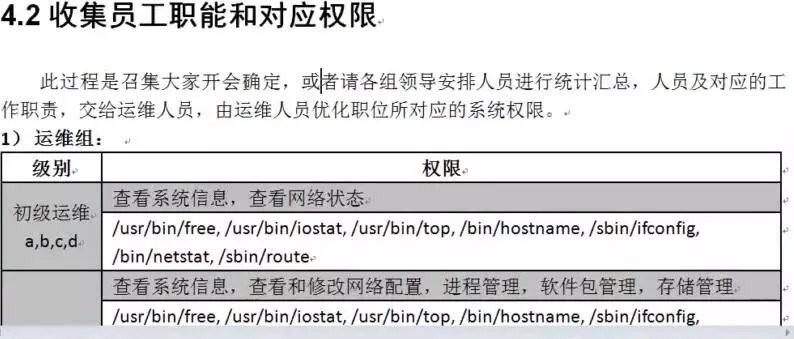 4.2 收集员工职能和对应权限
此过程是召集大家开会确定，或者请各组领导安排人员进行统计汇总，人员及对应的工
作职责，交给运维人员，由运维人员优化职位所对应的系统权限。
1） 运维组：
级别 权限
初级运维
a,b,c,d
查看系统信息，查看网络状态
/usr/bin/free, /usr/bin/iostat, /usr/bin/top, /bin/hostname, /sbin/ifconfig,
/bin/netstat, /sbin/route
查看系统信息，查看和修改网络配置，进程管理，软件包管理，存储管理
/usr/bin/free, /usr/bin/iostat, /usr/bin/top, /bin/hostname, /sbin/ifconfig,